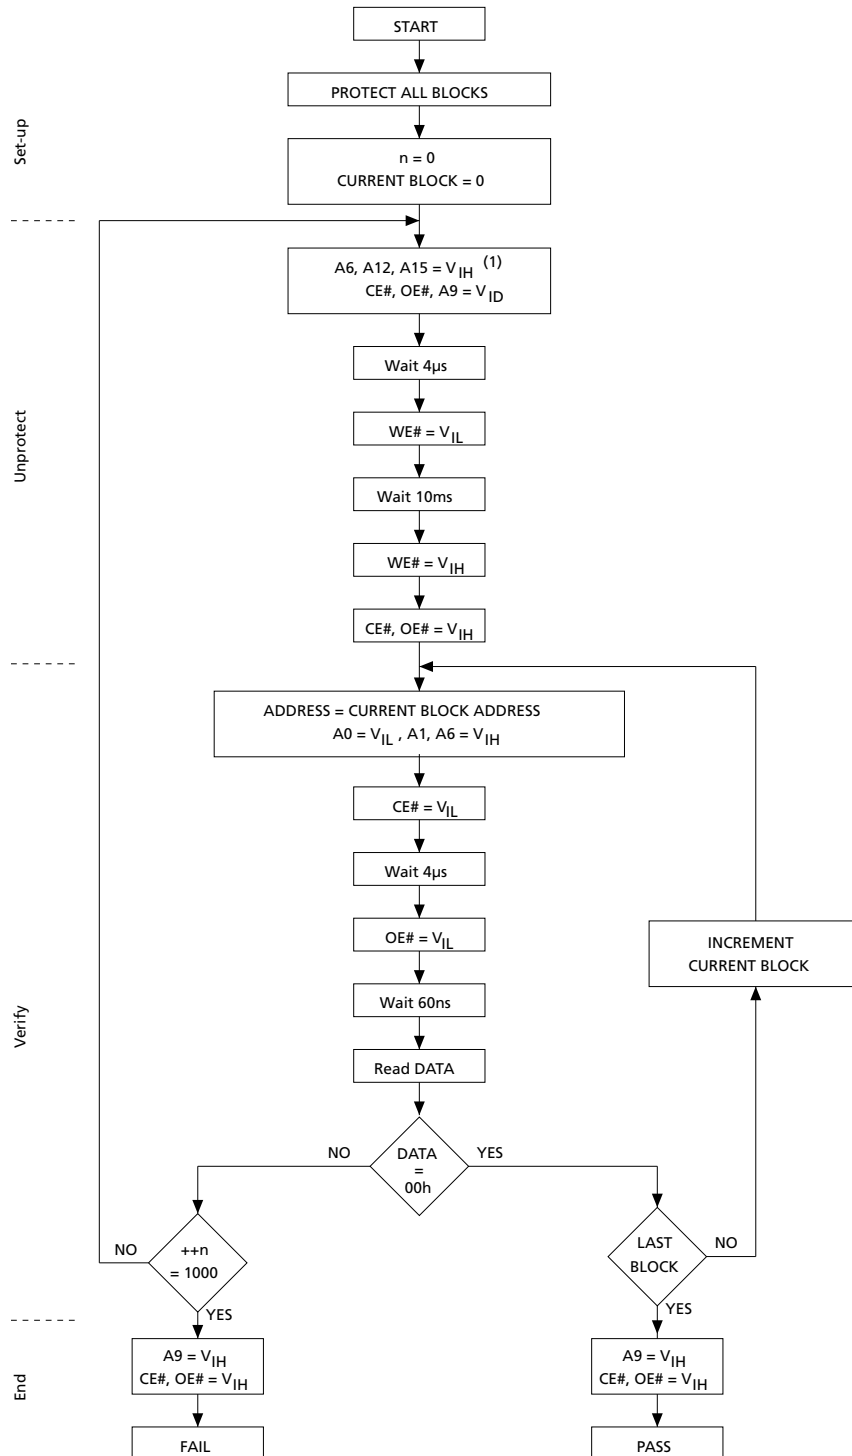 START
PROTECT ALL BLOCKS
Set-up
n = 0
CURRENT BLOCK = 0
A6, A12, A15 = VIH (1)
CE#, OE#, A9 = VID
Wait 4µs
WE# = VIL
Unprotect
Wait 10ms
WE# = VIH
CE#, OE# = VIH
ADDRESS = CURRENT BLOCK ADDRESS
A0 = VIL , A1, A6 = VIH
CE# = VIL
Wait 4µs
OE# = VIL
INCREMENT
CURRENT BLOCK
Wait 60ns
Verify
Read DATA
NO
DATA
=
00h
YES
NO
++n
= 1000
LAST
BLOCK
NO
YES
YES
End
A9 = VIH
CE#, OE# = VIH
A9 = VIH
CE#, OE# = VIH
FAIL
PASS